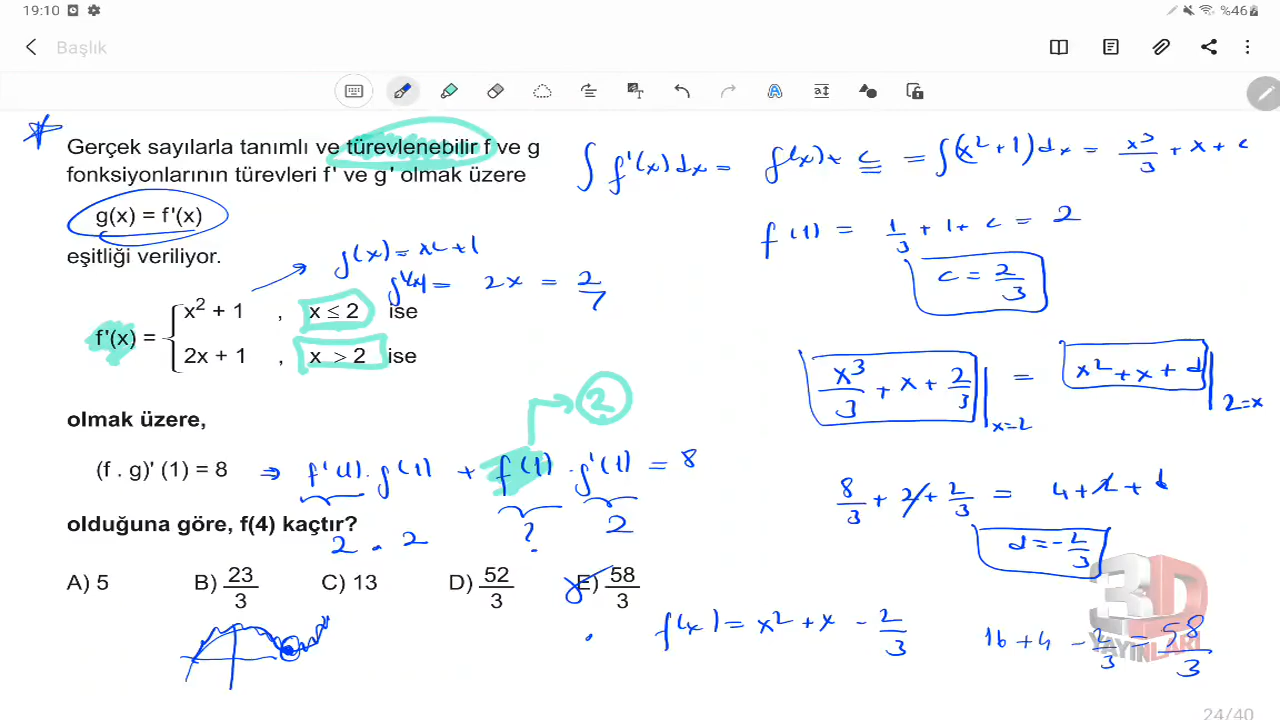 19:10
%46
Başlık
Gerçek sayılarla tanımlı ve türevlenebilir f ve g
fonksiyonlarının türevleri f' ve g' olmak üzere
g(x) = f'(x)
eşitliği veriliyor.
g(x) = x² + 1
g'(x) = 2x = 2/1
f'(x) = { x² + 1 , x ≤ 2 ise
2x + 1 , x > 2 ise
olmak üzere,
2
(f . g)' (1) = 8 ⇒ f'(1) . g(1) + f(1) . g'(1) = 8
2 . 2 ? 2
olduğuna göre, f(4) kaçtır?
A) 5 B) 23/3 C) 13 D) 52/3 E) 58/3
∫ f'(x) dx = f(x) + c = ∫(x² + 1) dx = x³/3 + x + c
f(1) = 1/3 + 1 + c = 2
c = 2/3
x³/3 + x + 2/3 | x=2 = x² + x + d | 2=x
8/3 + 2 + 2/3 = 4 + 2 + d
d = -2/3
f(x) = x² + x - 2/3
16 + 4 - 2/3 = 58/3
3D
YAYINLARI
24/40